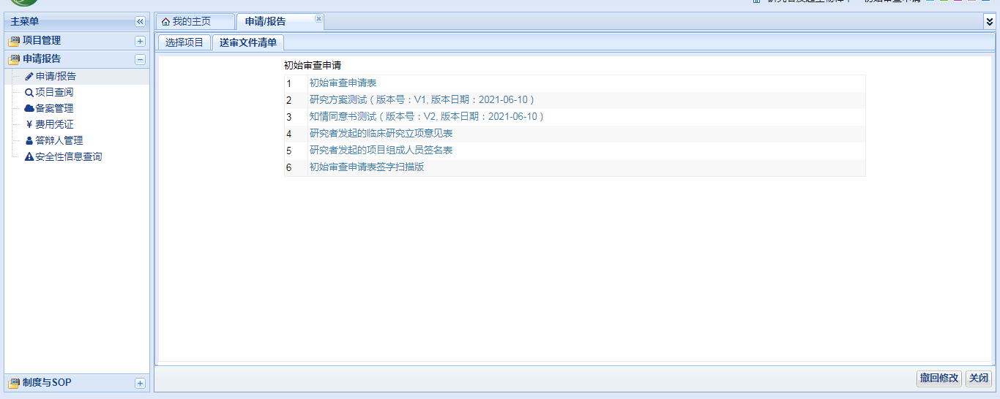 主菜单
项目管理
申请报告
申请/报告
项目查阅
备案管理
费用凭证
答辩人管理
安全性信息查询
制度与SOP
我的主页
申请/报告
选择项目
送审文件清单
初始审查申请
1 初始审查申请表
2 研究方案测试(版本号:V1, 版本日期:2021-06-10)
3 知情同意书测试(版本号:V2, 版本日期:2021-06-10)
4 研究者发起的临床研究立项意见表
5 研究者发起的项目组成人员签名表
6 初始审查申请表签字扫描版
撤回修改 关闭